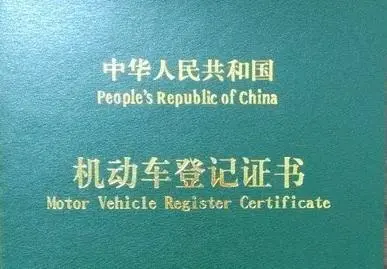 中华人民共和国
People's Republic of China
机动车登记证书
Motor Vehicle Register Certificate